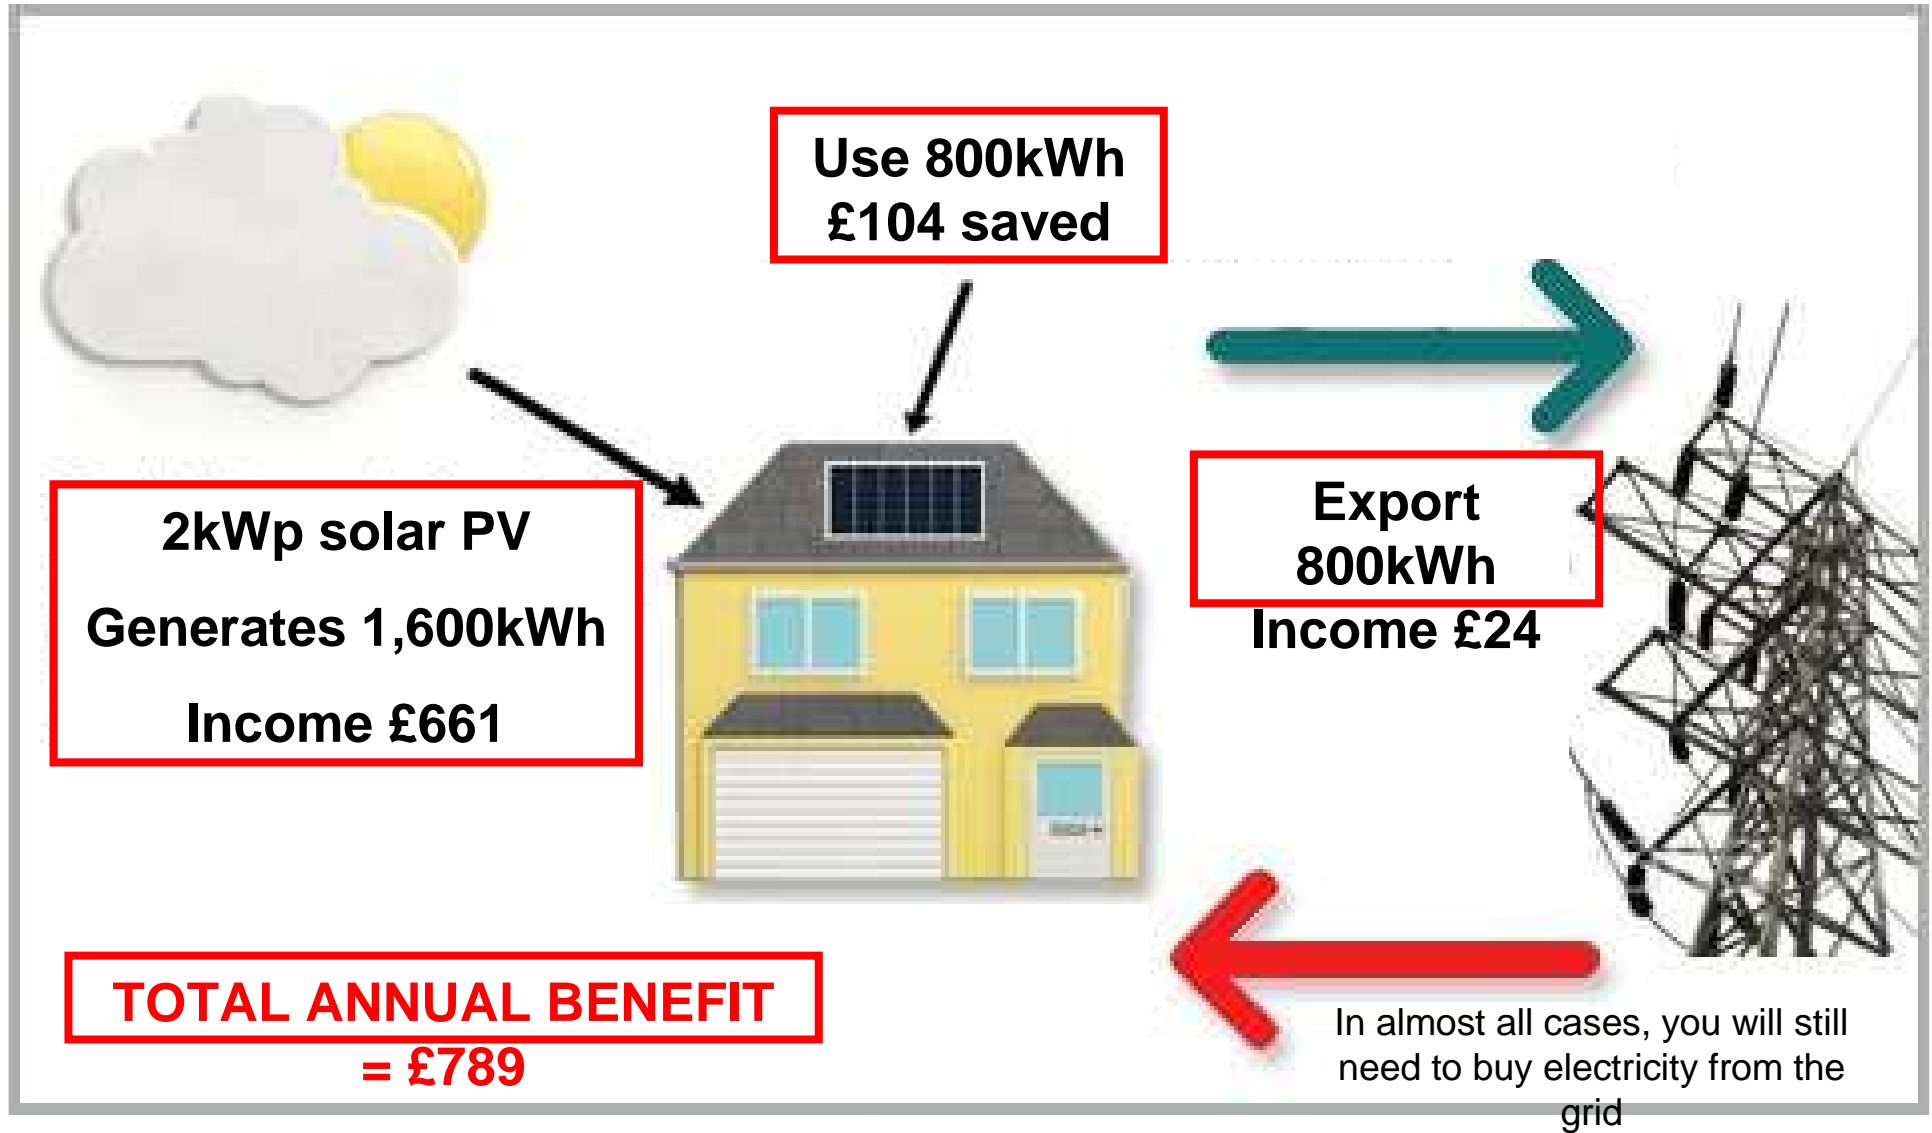 Use 800kWh
£104 saved
2kWp solar PV
Generates 1,600kWh
Income £661
Export
800kWh
Income £24
TOTAL ANNUAL BENEFIT
= £789
In almost all cases, you will still
need to buy electricity from the
grid